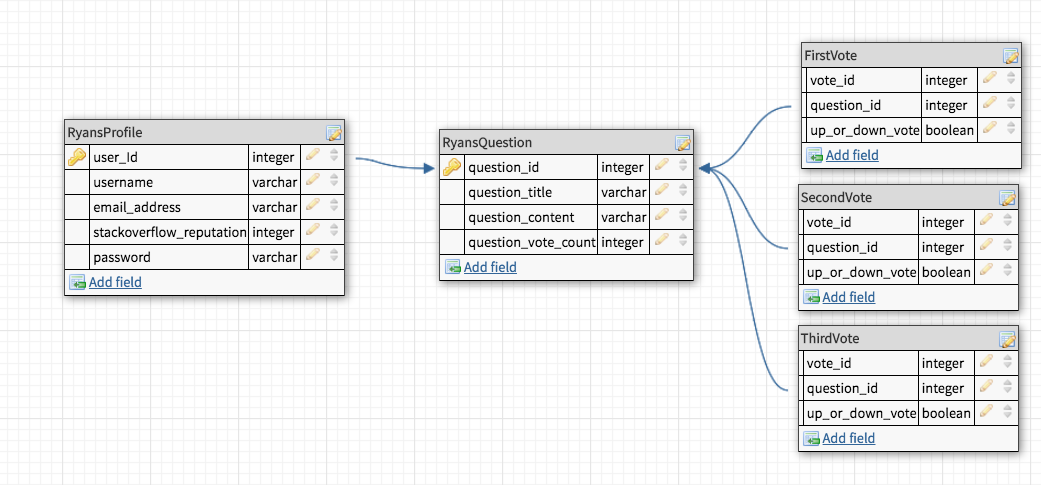 RyansProfile
user_Id integer
username varchar
email_address varchar
stackoverflow_reputation integer
password varchar
Add field
RyansQuestion
question_id integer
question_title varchar
question_content varchar
question_vote_count integer
Add field
FirstVote
vote_id integer
question_id integer
up_or_down_vote boolean
Add field
SecondVote
vote_id integer
question_id integer
up_or_down_vote boolean
Add field
ThirdVote
vote_id integer
question_id integer
up_or_down_vote boolean
Add field